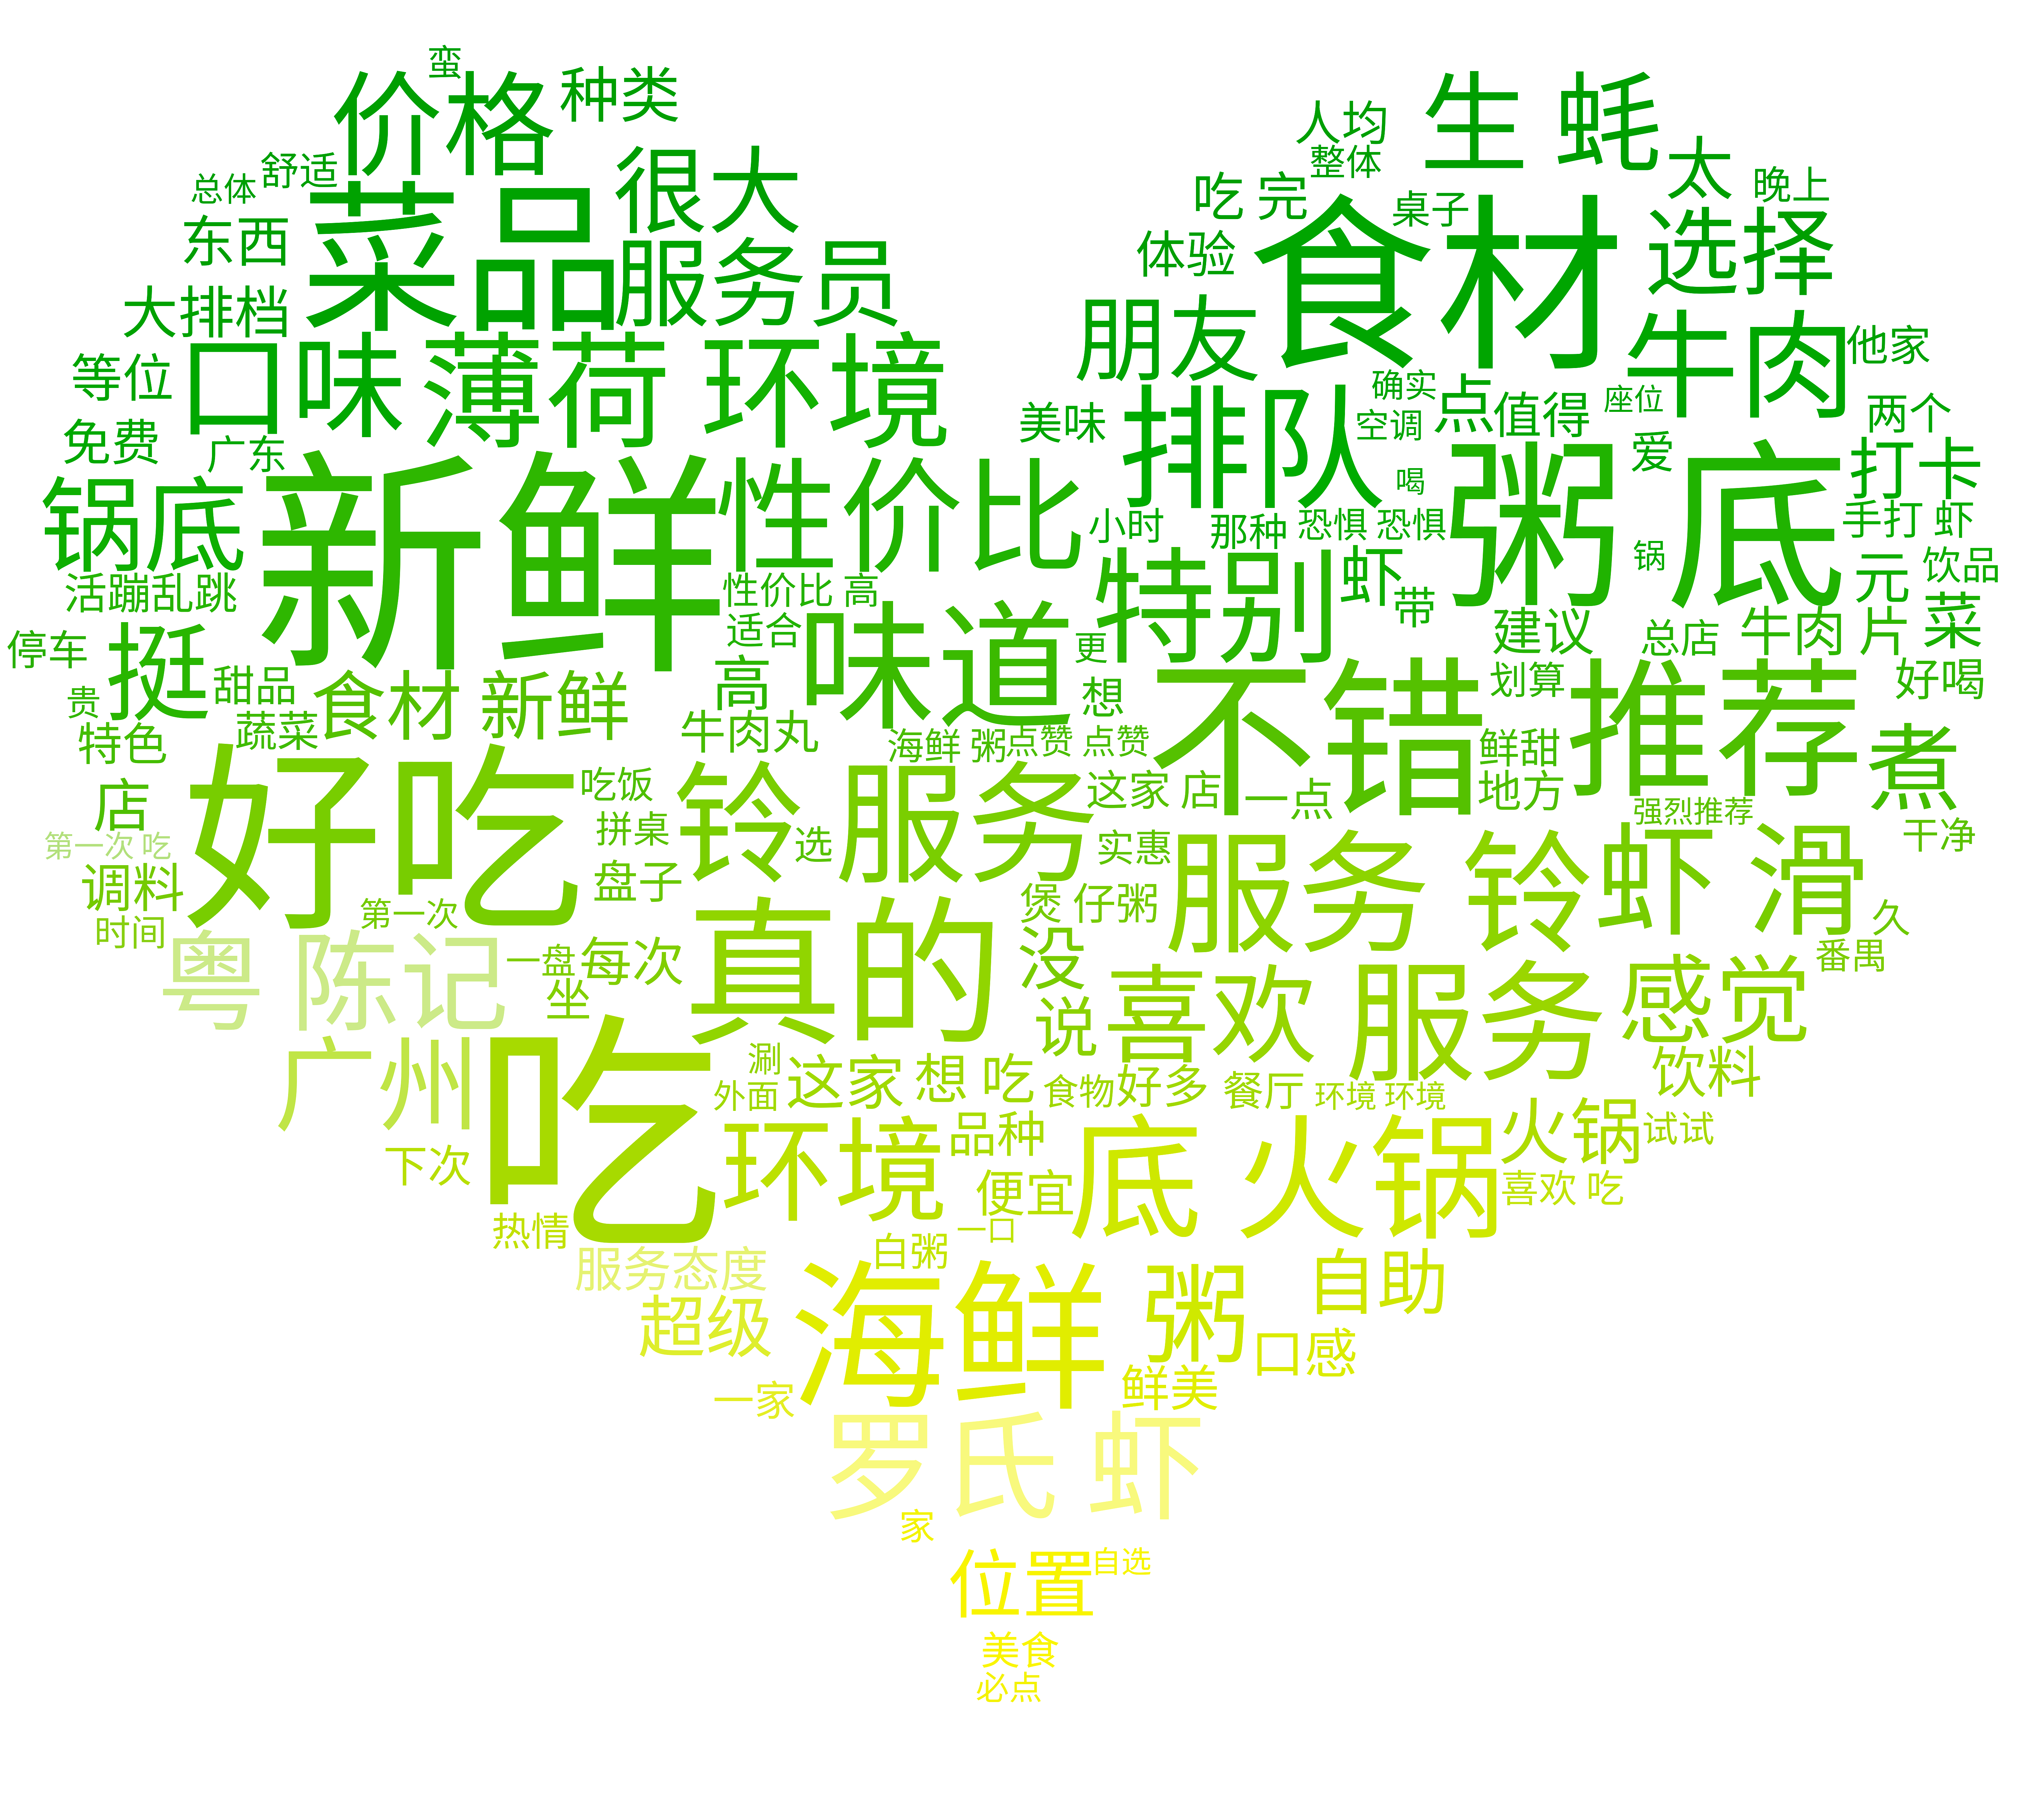 蛮
价格 种类
生 蚝
人均
整体
很大
太
晚上
总体 舒适
吃 完
桌子
菜品
食材
选择
东西
体验
服务员
大排档
朋友
牛肉
他家
口味 薄荷 环境
等位
确实
点 值得
座位
两个
美味
排队
空调
免费
广东
爱
打卡
新鲜
性价比
粥 底
喝
锅底
小时
那种 恐惧 恐惧
手打 虾
特别
虾
锅
元
饮品
活蹦乱跳
性价比 高
带
菜
适合
味道
更
建议
总店
牛肉 片
停车
挺
甜品
食材 新鲜
高
想
不错
划算
推荐
好喝
贵
蔬菜
牛肉丸
特色
海鲜 粥
点赞 点赞
鲜甜
煮
好吃
吃饭
铃 服务
这家 店
一点
地方
店
强烈推荐
拼桌
选
实惠
服务 铃
虾 滑
干净
第一次 吃
调料
盘子
煲 仔粥
第一次
真的
久
时间
粤 陈记
一盘
每次
没
番禺
坐
喜欢
服务
感觉
说
广州
吃
涮
这家
想 吃
食物
好多
餐厅
环境 环境
饮料
外面
环境
品种
底 火锅
火锅
试试
下次
便宜
喜欢 吃
热情
一口
白粥
服务态度
海鲜 粥
自助
超级
口感
一家
鲜美
罗氏 虾
家
位置
自选
美食
必点